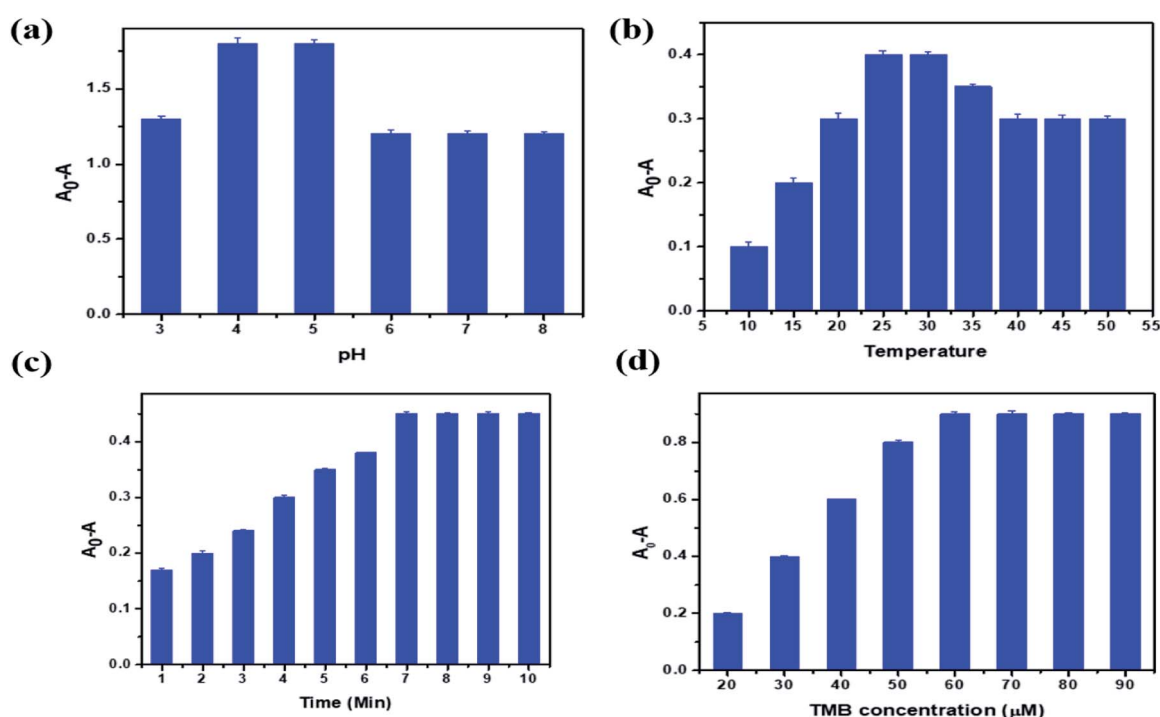 (a)
A0-A
1.5
1.0
0.5
0.0
3 4 5 6 7 8
pH
(b)
A0-A
0.4
0.3
0.2
0.1
0.0
5 10 15 20 25 30 35 40 45 50 55
Temperature
(c)
A0-A
0.4
0.3
0.2
0.1
0.0
1 2 3 4 5 6 7 8 9 10
Time (Min)
(d)
A0-A
0.8
0.6
0.4
0.2
0.0
20 30 40 50 60 70 80 90
TMB concentration (μM)